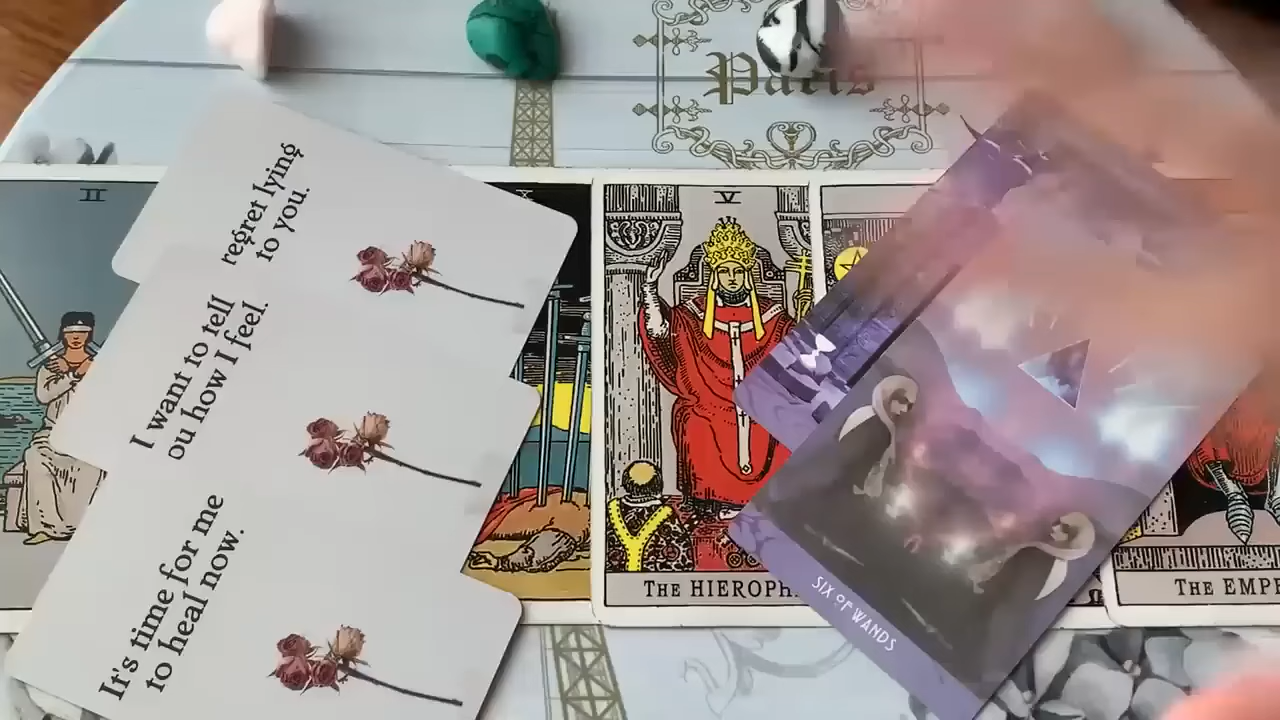 Paris
II
regret lying
to you.
I want to tell
ou how I feel.
It's time for me
to heal now.
X
V
THE HIEROPH
SIX OF WANDS
THE EMPE